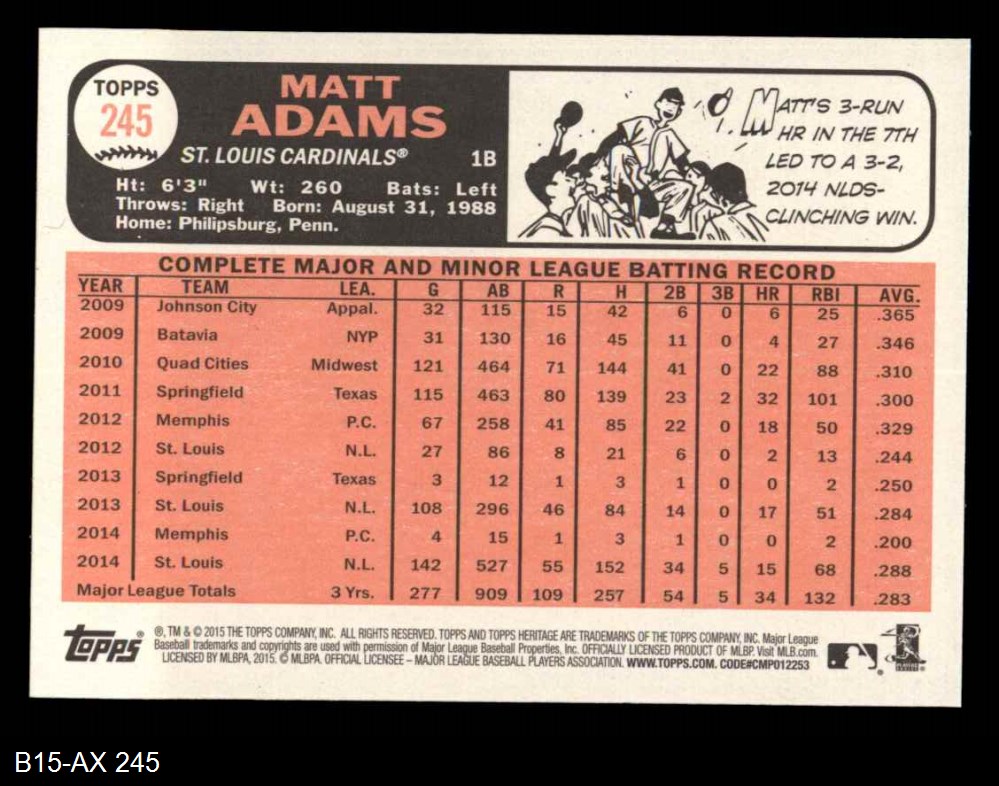 TOPPS
245
MATT
ADAMS
ST. LOUIS CARDINALS® 1B
Ht: 6'3" Wt: 260 Bats: Left
Throws: Right Born: August 31, 1988
Home: Philipsburg, Penn.
MATT'S 3-RUN
HR IN THE 7TH
LED TO A 3-2,
2014 NLDS-
CLINCHING WIN.
COMPLETE MAJOR AND MINOR LEAGUE BATTING RECORD
YEAR TEAM LEA. G AB R H 2B 3B HR RBI AVG.
2009 Johnson City Appal. 32 115 15 42 6 0 6 25 .365
2009 Batavia NYP 31 130 16 45 11 0 4 27 .346
2010 Quad Cities Midwest 121 464 71 144 41 0 22 88 .310
2011 Springfield Texas 115 463 80 139 23 2 32 101 .300
2012 Memphis P.C. 67 258 41 85 22 0 18 50 .329
2012 St. Louis N.L. 27 86 8 21 6 0 2 13 .244
2013 Springfield Texas 3 12 1 3 1 0 0 2 .250
2013 St. Louis N.L. 108 296 46 84 14 0 17 51 .284
2014 Memphis P.C. 4 15 1 3 1 0 0 2 .200
2014 St. Louis N.L. 142 527 55 152 34 5 15 68 .288
Major League Totals 3 Yrs. 277 909 109 257 54 5 34 132 .283
topps®
®, TM & © 2015 THE TOPPS COMPANY, INC. ALL RIGHTS RESERVED. TOPPS AND TOPPS HERITAGE ARE TRADEMARKS OF THE TOPPS COMPANY, INC. Major League
Baseball trademarks and copyrights are used with permission of Major League Baseball Properties, Inc. OFFICIALLY LICENSED PRODUCT OF MLBP. Visit MLB.com.
LICENSED BY MLBPA, 2015. © MLBPA. OFFICIAL LICENSEE – MAJOR LEAGUE BASEBALL PLAYERS ASSOCIATION. WWW.TOPPS.COM. CODE#CMP012253
B15-AX 245